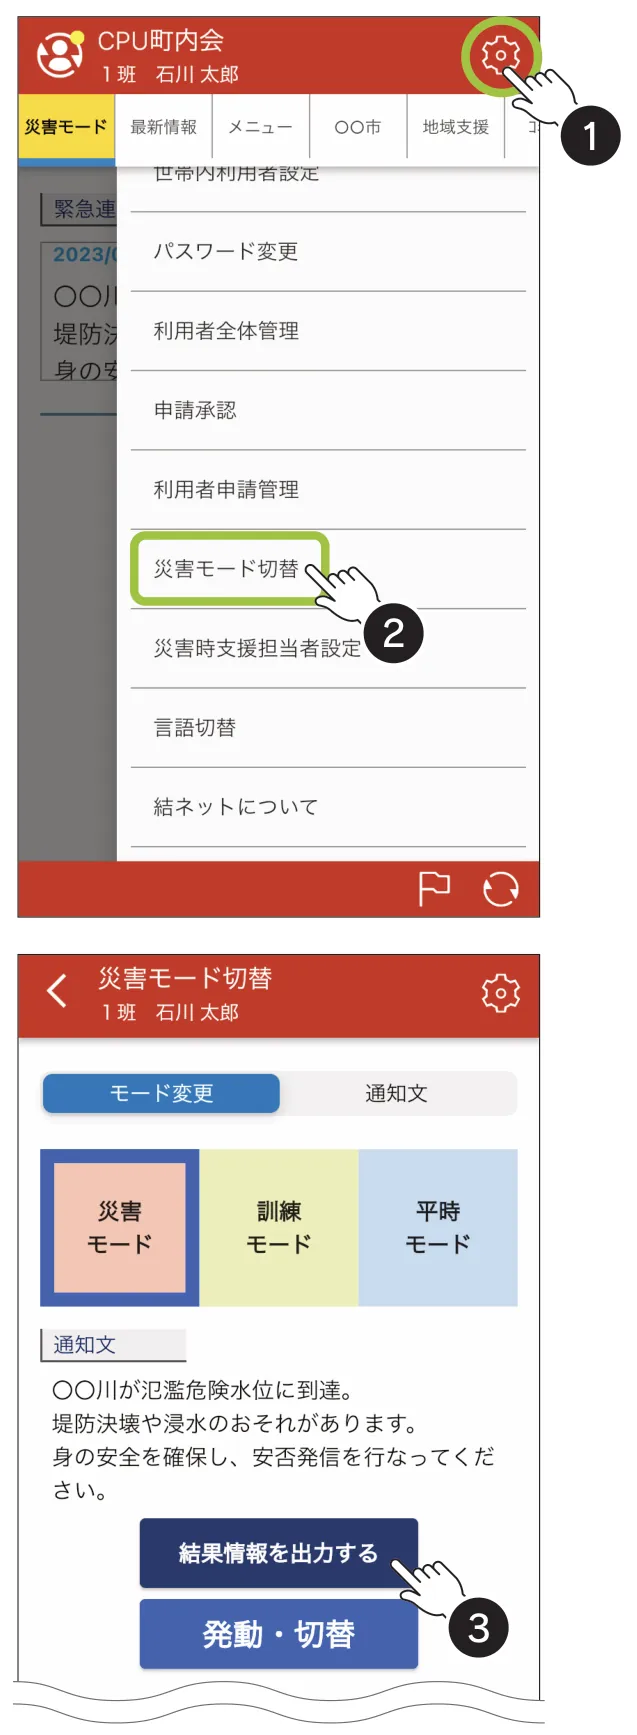 CPU町内会
1班 石川 太郎
災害モード
最新情報
メニュー
〇〇市
地域支援
1
世帯内利用者設定
緊急連
2023/0
〇〇川
堤防決
身の安
パスワード変更
利用者全体管理
申請承認
利用者申請管理
災害モード切替
2
災害時支援担当者設定
言語切替
結ネットについて
災害モード切替
1班 石川 太郎
モード変更
通知文
災害
モード
訓練
モード
平時
モード
通知文
〇〇川が氾濫危険水位に到達。
堤防決壊や浸水のおそれがあります。
身の安全を確保し、安否発信を行なってくだ
さい。
結果情報を出力する
発動・切替
3